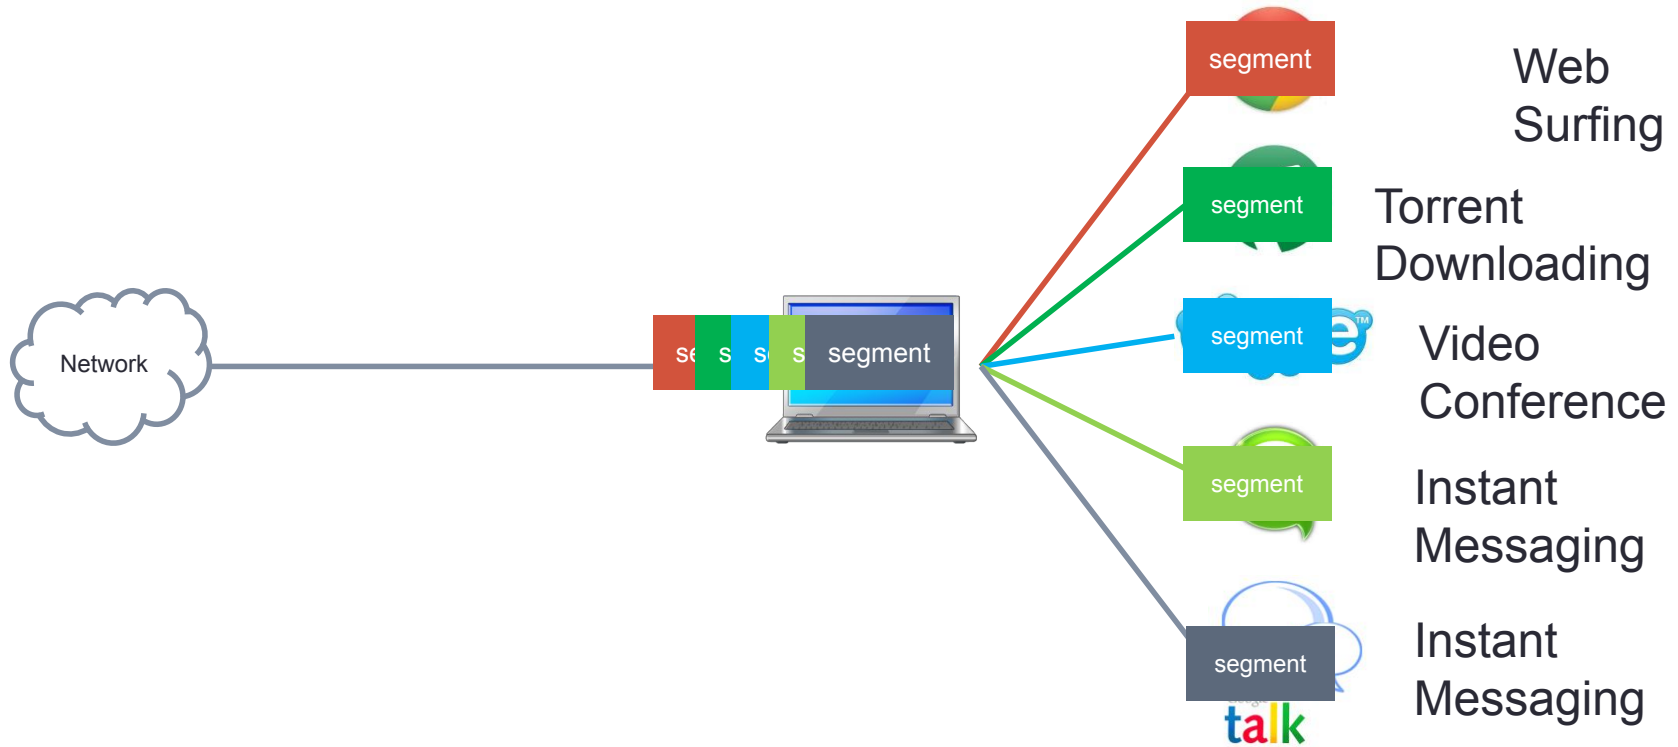 segment
Web
Surfing
segment
Torrent
Downloading
Network
se s se s segment
segment
e™
Video
Conference
segment
Instant
Messaging
segment
Instant
Messaging
talk